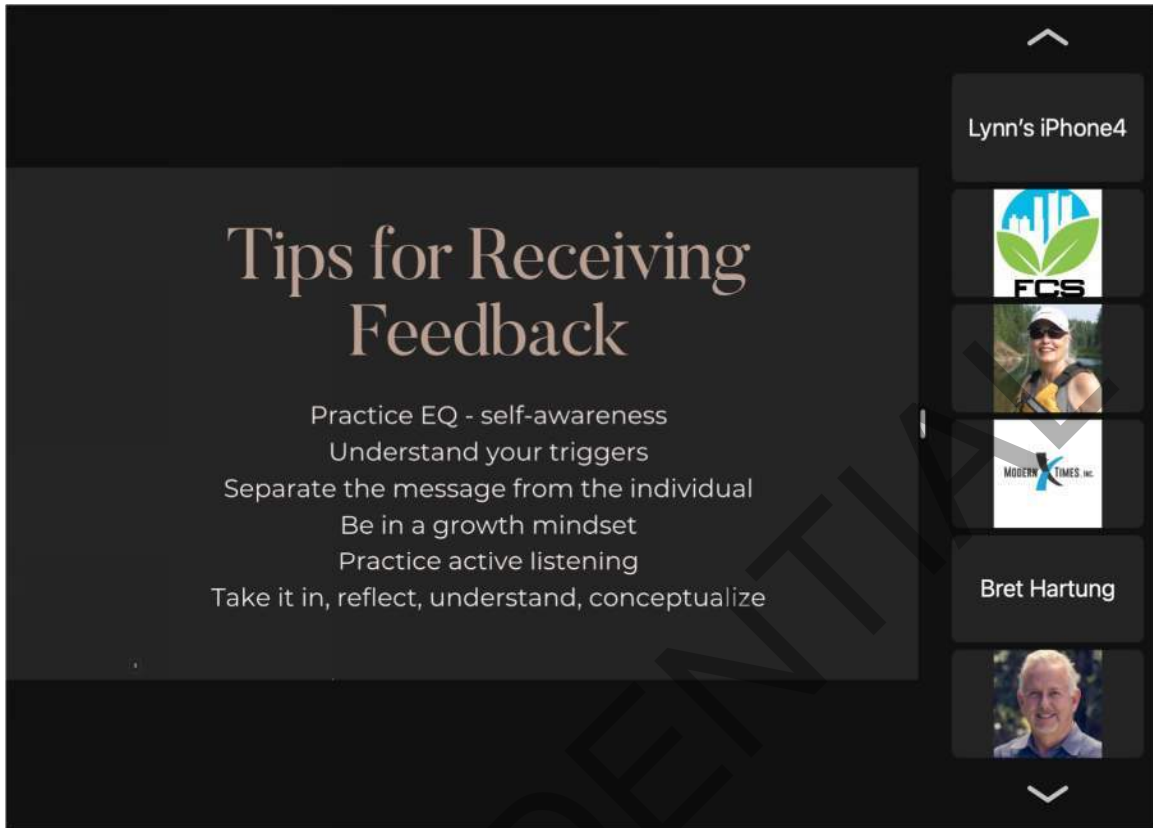 Tips for Receiving
Feedback
Practice EQ - self-awareness
Understand your triggers
Separate the message from the individual
Be in a growth mindset
Practice active listening
Take it in, reflect, understand, conceptualize
Lynn's iPhone4
FCS
MODERN X TIMES INC.
Bret Hartung
DENTIAL